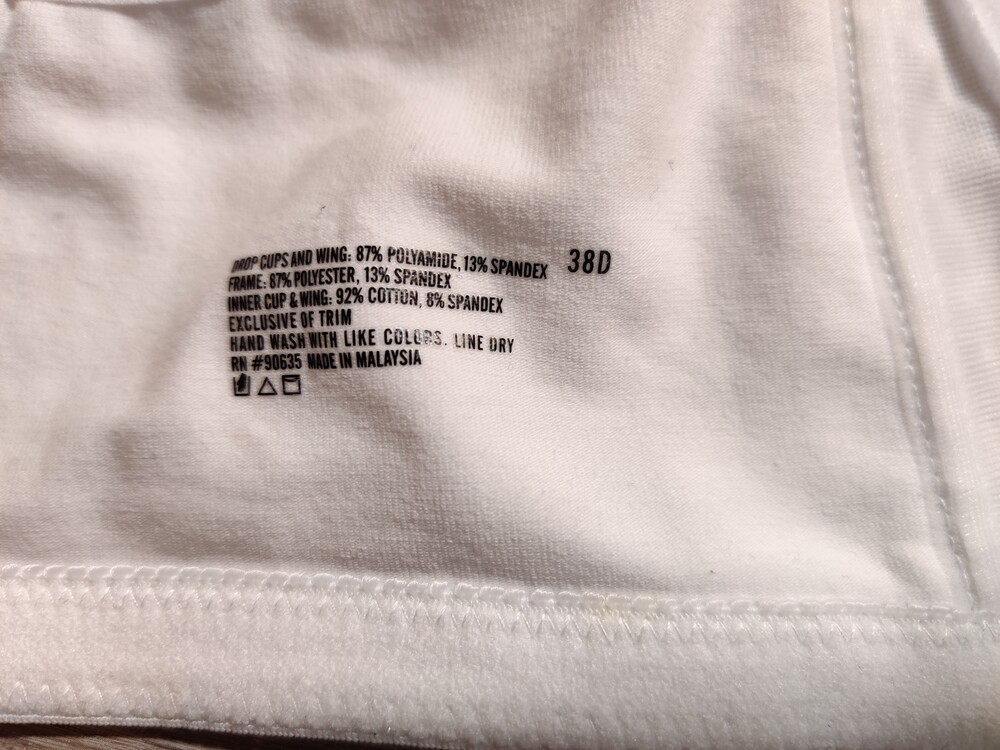 DROP CUPS AND WING: 87% POLYAMIDE, 13% SPANDEX 38D
FRAME: 87% POLYESTER, 13% SPANDEX
INNER CUP & WING: 92% COTTON, 8% SPANDEX
EXCLUSIVE OF TRIM
HAND WASH WITH LIKE COLORS. LINE DRY
RN #90635 MADE IN MALAYSIA